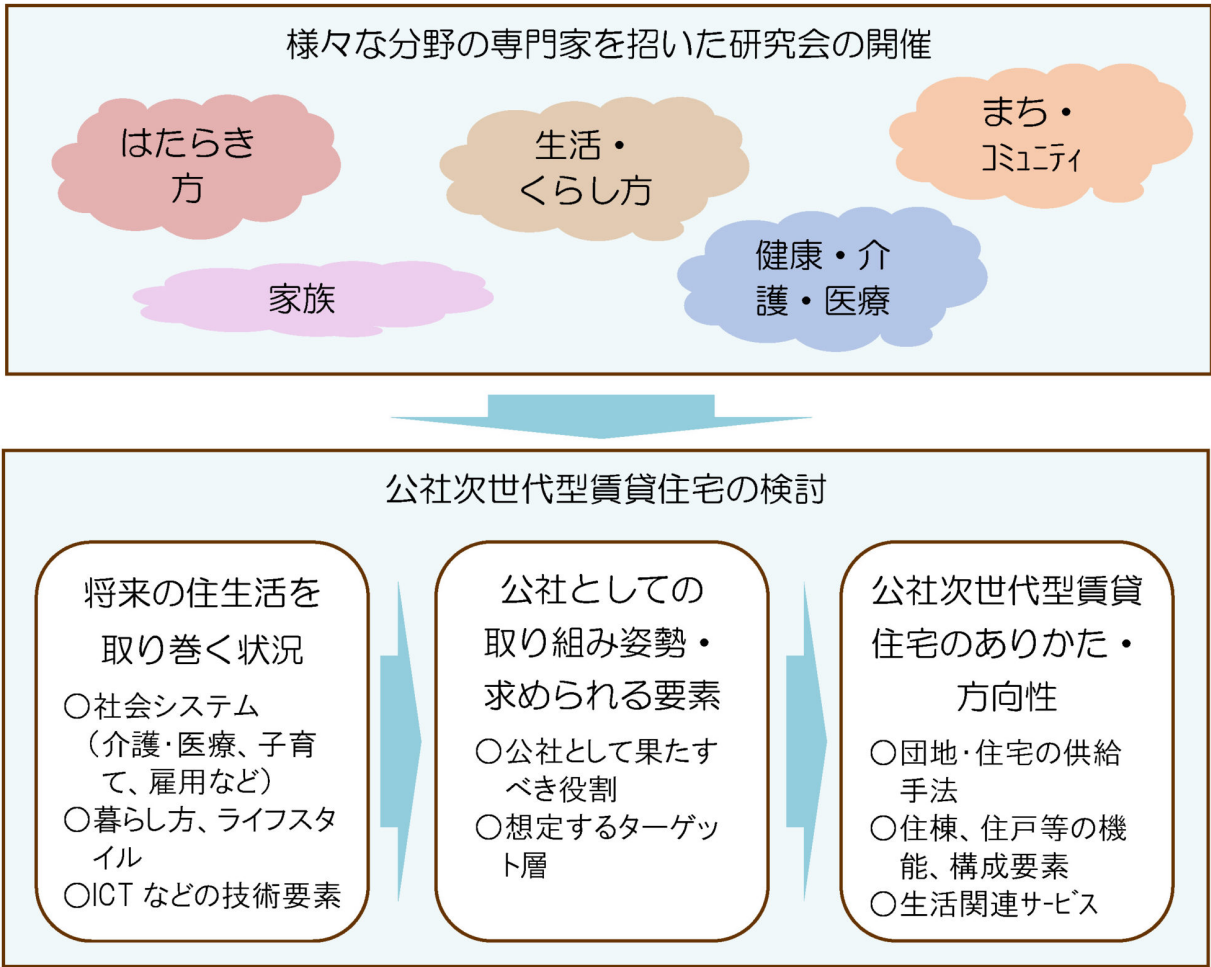 様々な分野の専門家を招いた研究会の開催
はたらき
方
生活・
くらし方
まち・
ｺﾐｭﾆﾃｨ
家族
健康・介
護・医療
公社次世代型賃貸住宅の検討
将来の住生活を
取り巻く状況
○社会システム
（介護･医療、子育
て、雇用など）
○暮らし方、ライフスタ
イル
○ICT などの技術要素
公社としての
取り組み姿勢・
求められる要素
○公社として果たす
べき役割
○想定するターゲッ
ト層
公社次世代型賃貸
住宅のありかた・
方向性
○団地･住宅の供給
手法
○住棟、住戸等の機
能、構成要素
○生活関連サービス